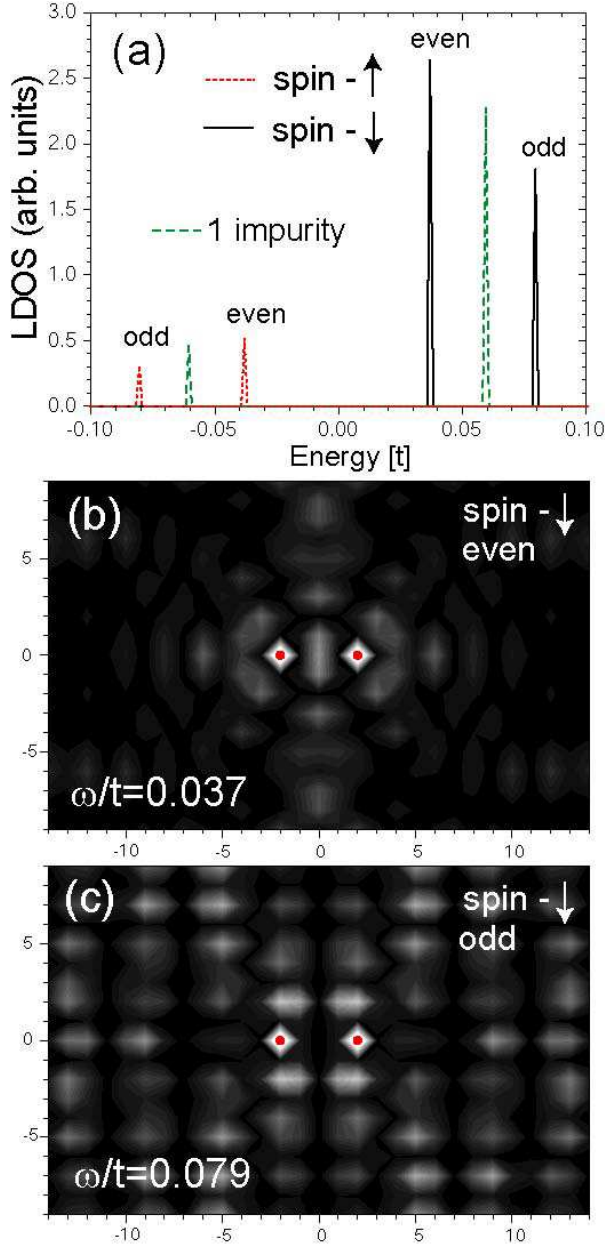 3.0
(a)
even
spin - ↑
2.5
spin - ↓
2.0
odd
LDOS (arb. units)
1.5
1 impurity
1.0
even
odd
0.5
0.0
-0.10 -0.05 0.00 0.05 0.10
Energy [t]
(b)
spin - ↓
even
5
0
-5
ω/t=0.037
-10 -5 0 5 10
(c)
spin - ↓
odd
5
0
-5
ω/t=0.079
-10 -5 0 5 10